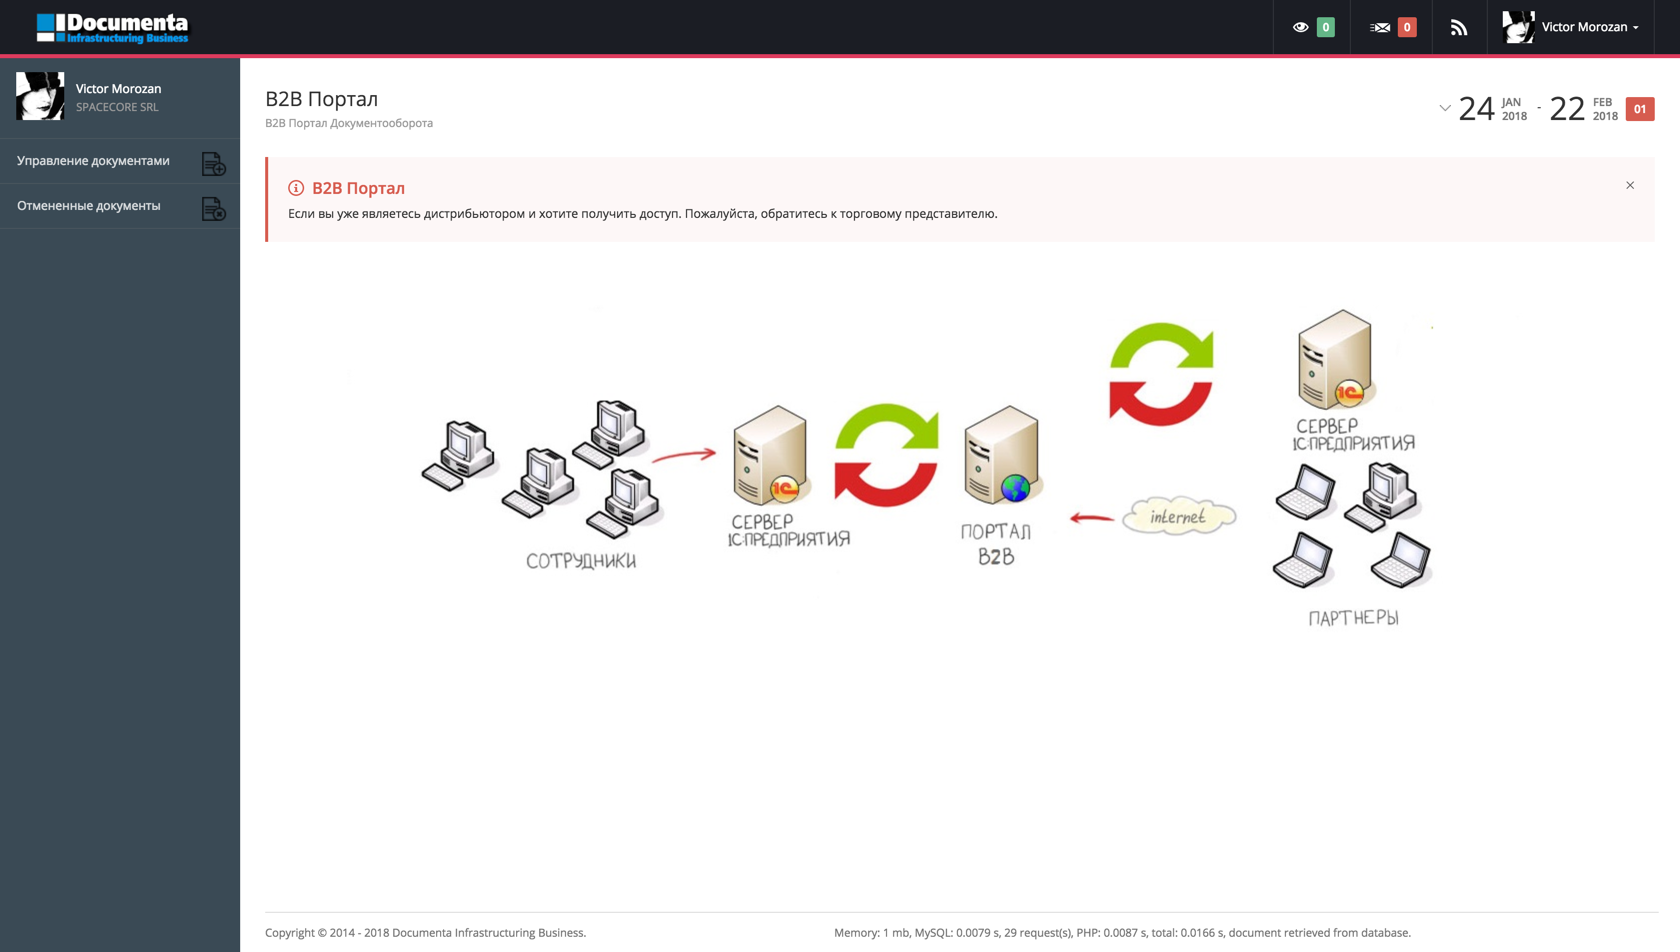 Documenta
Infrastructuring Business
0
0
Victor Morozan
Victor Morozan
SPACECORE SRL
Управление документами
Отмененные документы
B2B Портал
B2B Портал Документооборота
24 JAN 2018 - 22 FEB 2018 01
B2B Портал
Если вы уже являетесь дистрибьютором и хотите получить доступ. Пожалуйста, обратитесь к торговому представителю.
1С
СЕРВЕР
1С:ПРЕДПРИЯТИЯ
1С
СЕРВЕР
1С:ПРЕДПРИЯТИЯ
ПОРТАЛ
B2B
internet
СОТРУДНИКИ
ПАРТНЕРЫ
Copyright © 2014 - 2018 Documenta Infrastructuring Business.
Memory: 1 mb, MySQL: 0.0079 s, 29 request(s), PHP: 0.0087 s, total: 0.0166 s, document retrieved from database.